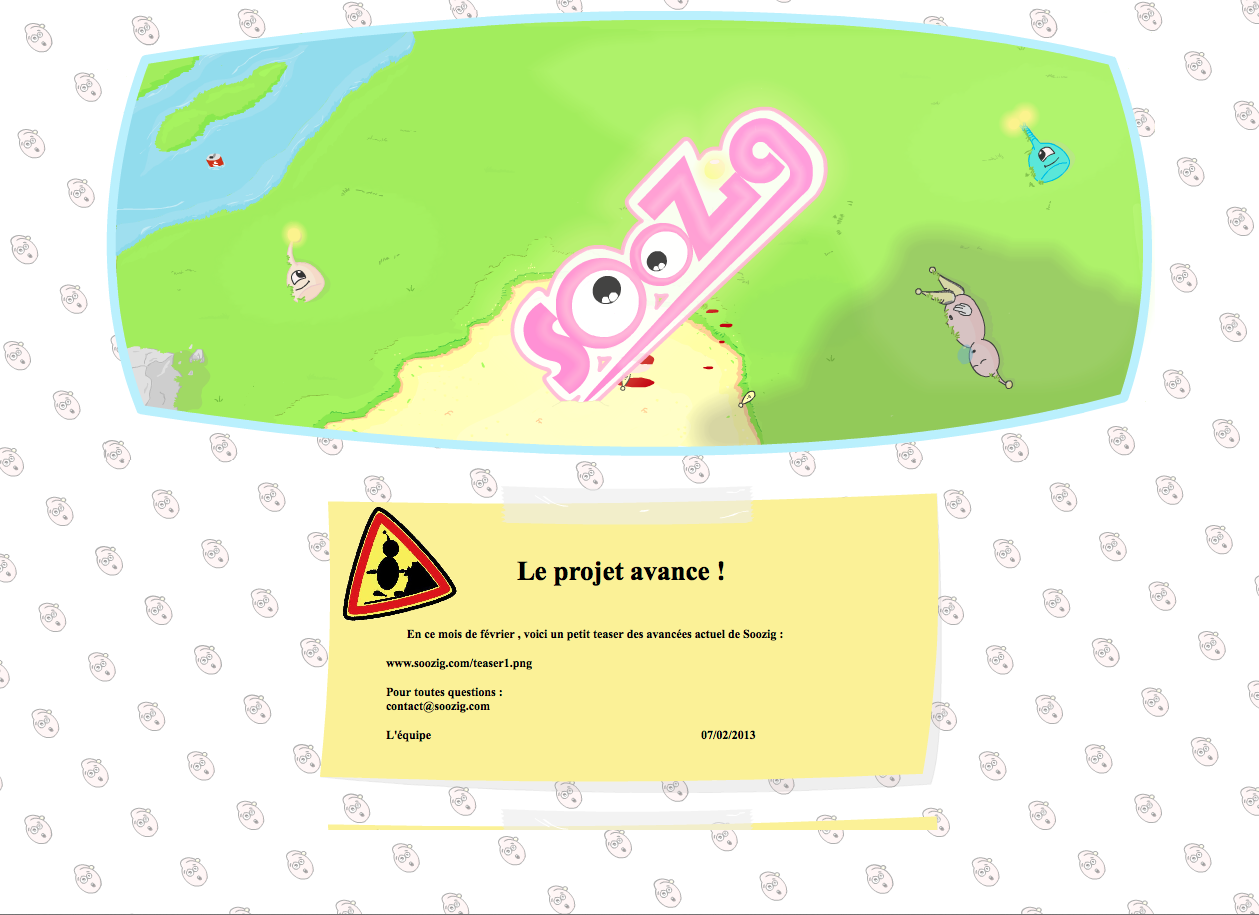 SOOZIG
Le projet avance !
En ce mois de février , voici un petit teaser des avancées actuel de Soozig :
www.soozig.com/teaser1.png
Pour toutes questions :
contact@soozig.com
L'équipe 07/02/2013